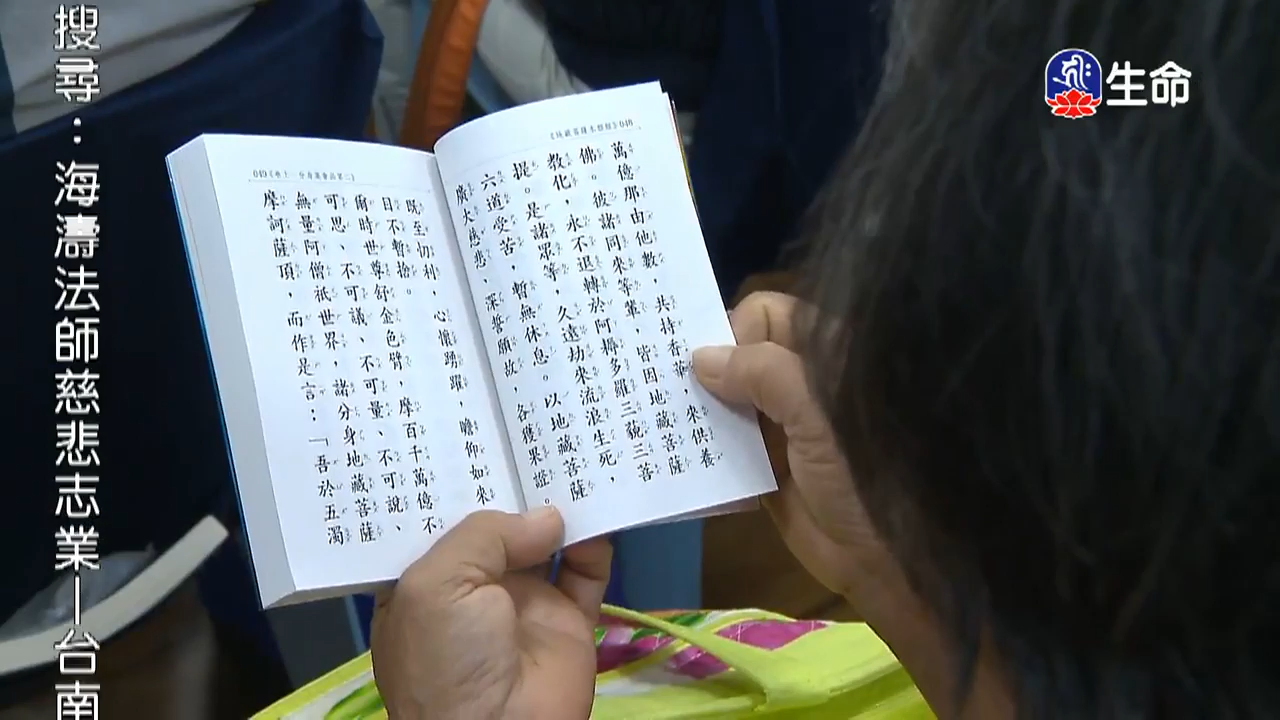 搜尋：海濤法師慈悲志業—台南
生命
《地藏菩薩本願經》048
萬億那由他數，共持香華，來供養
佛。彼諸同來等輩，皆因地藏菩薩
教化，永不退轉於阿耨多羅三藐三菩
提。是諸眾等，久遠劫來流浪生死，
六道受苦，暫無休息。以地藏菩薩
廣大慈悲，深誓願故，各獲果證。
既至忉利，心懷踴躍，瞻仰如來
目不暫捨。
爾時世尊舒金色臂，摩百千萬億不
可思、不可議、不可量、不可說、
無量阿僧祇世界，諸分身地藏菩薩
摩訶薩頂，而作是言：「吾於五濁